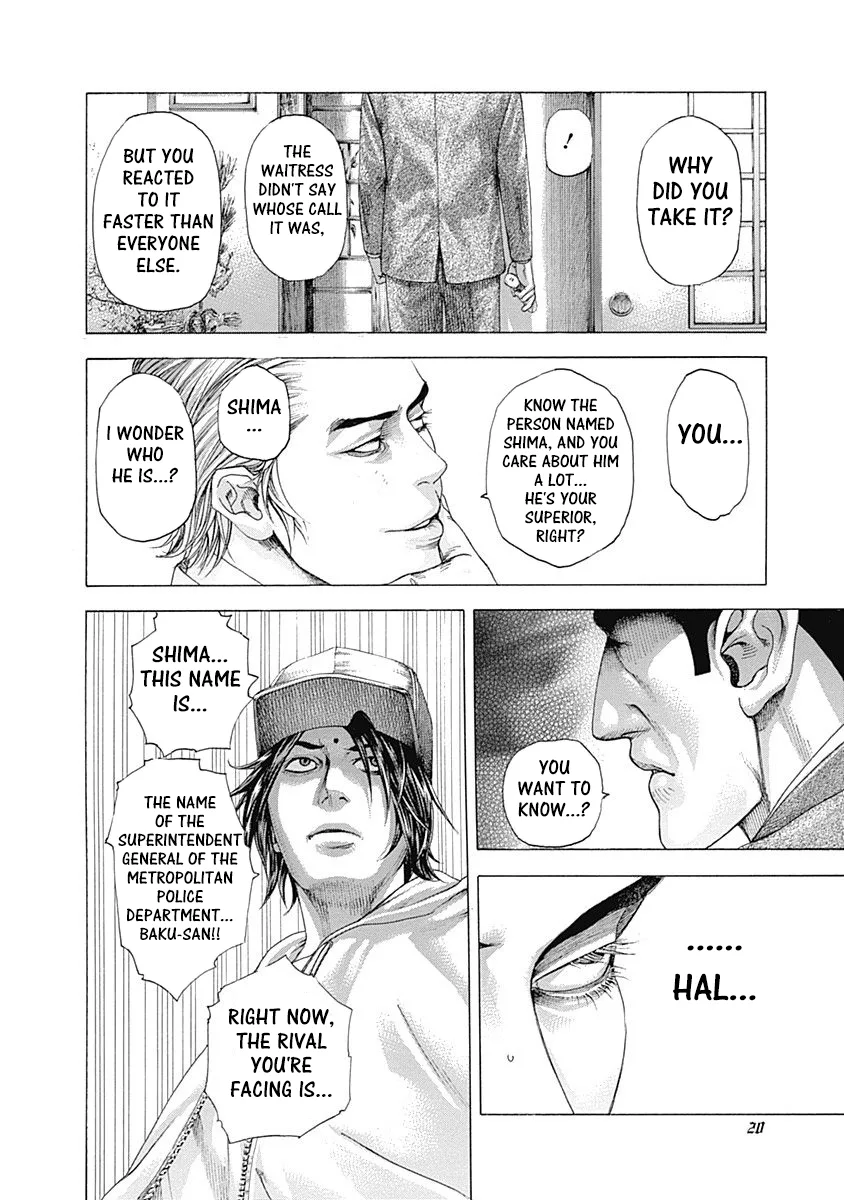 WHY
DID YOU
TAKE IT?
!
THE
WAITRESS
DIDN'T SAY
WHOSE CALL
IT WAS,
BUT YOU
REACTED
TO IT
FASTER THAN
EVERYONE
ELSE.
YOU...
KNOW THE
PERSON NAMED
SHIMA, AND YOU
CARE ABOUT HIM
A LOT...
HE'S YOUR
SUPERIOR,
RIGHT?
SHIMA
...
I WONDER
WHO
HE IS...?
YOU
WANT TO
KNOW...?
......
HAL...
SHIMA...
THIS NAME
IS...
THE NAME
OF THE
SUPERINTENDENT
GENERAL OF THE
METROPOLITAN
POLICE
DEPARTMENT...
BAKU-SAN!!
RIGHT NOW,
THE RIVAL
YOU'RE
FACING IS...
20